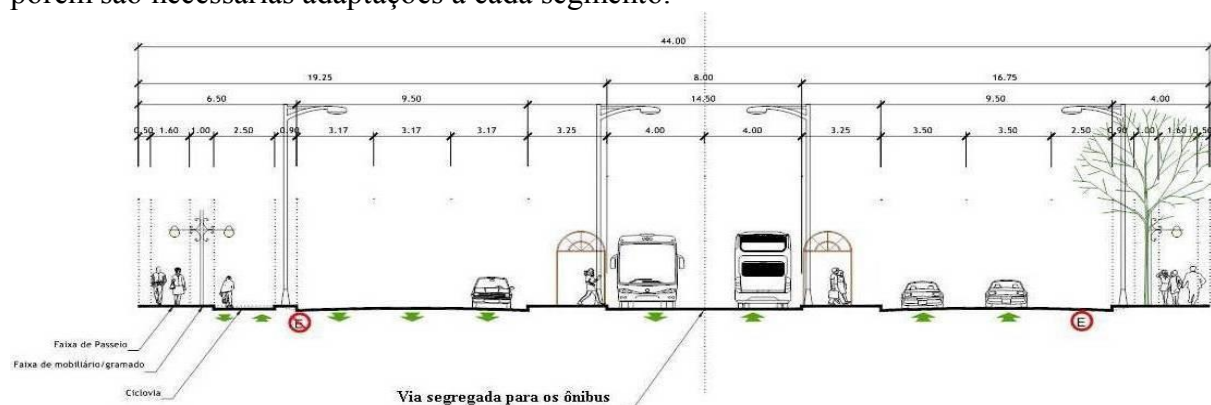 porém são necessárias adaptações a cada segmento.
44.00
19.25 8.00 16.75
6.50 9.50 14.50 9.50 4.00
0.50 1.60 1.00 2.50 0.90 3.17 3.17 3.17 3.25 4.00 4.00 3.25 3.50 3.50 2.50 0.90 1.00 1.60 0.50
E E
Faixa de Passeio
Faixa de mobiliário/gramado
Ciclovia
Via segregada para os ônibus